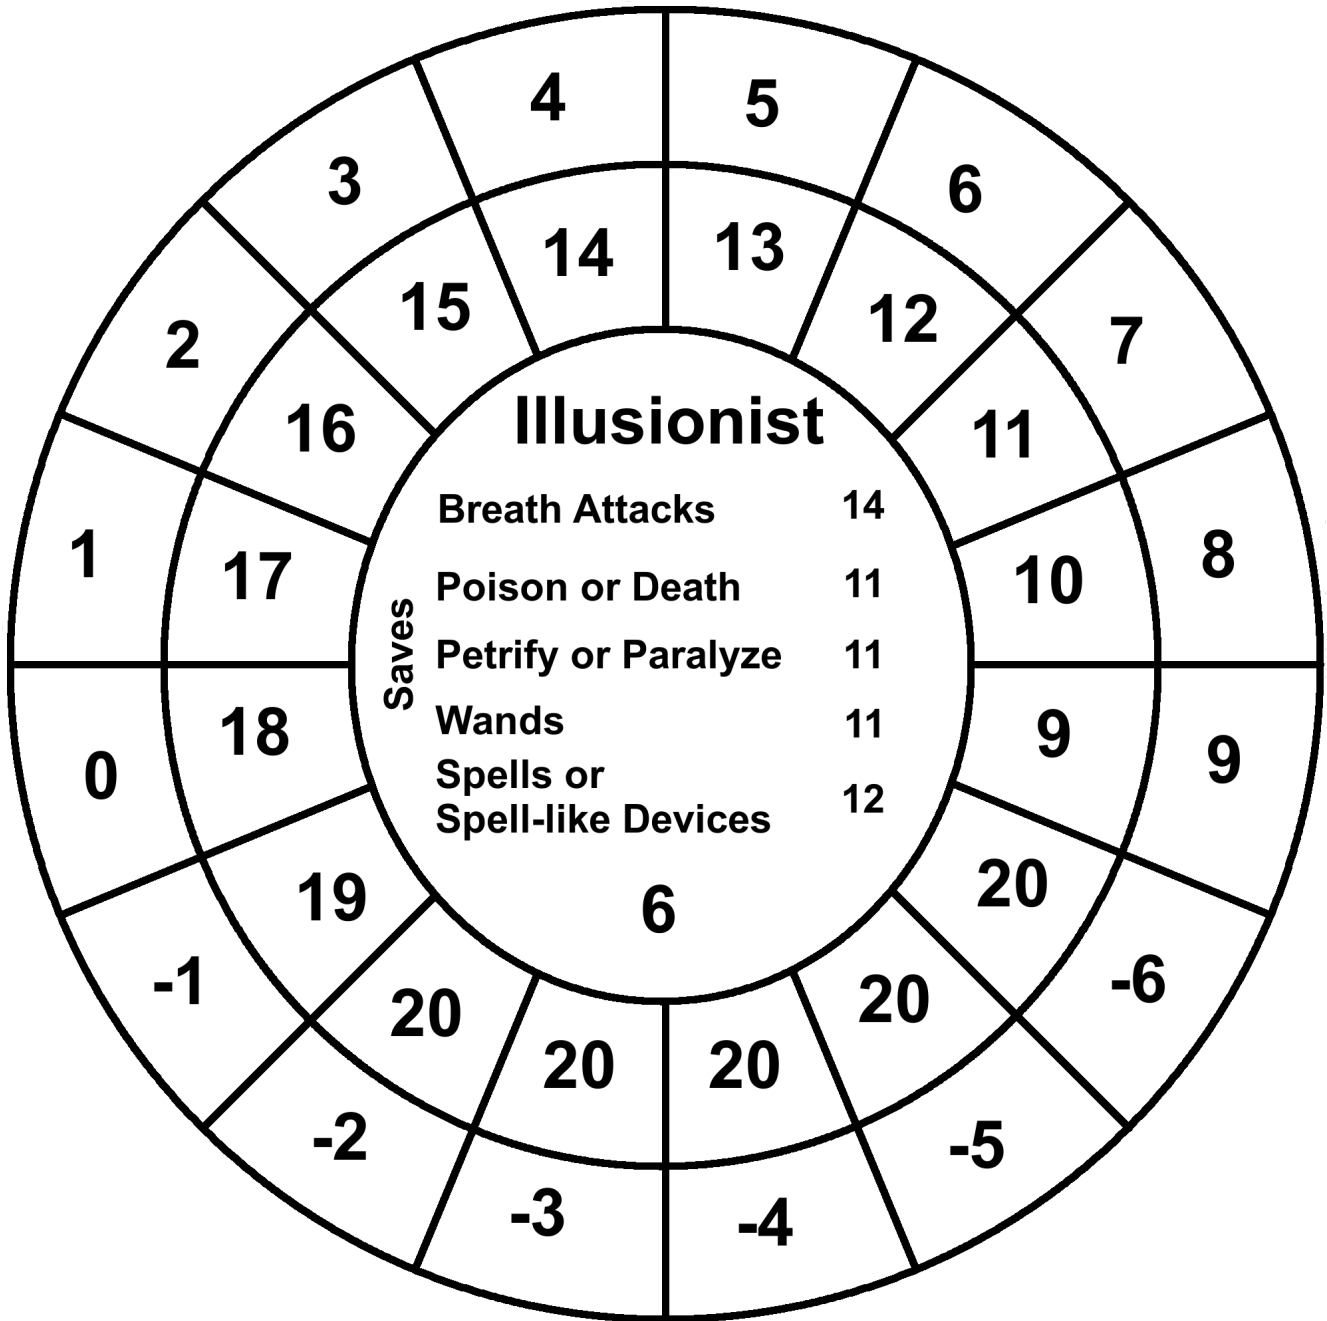 4 5
3 6
14 13
15 12
2 7
16 11
Illusionist
Breath Attacks 14
1 8
17 10
Poison or Death 11
Saves
Petrify or Paralyze 11
Wands 11
18 9
0 9
Spells or
Spell-like Devices 12
19 20
6
-1 -6
20 20
20 20
-2 -5
-3 -4